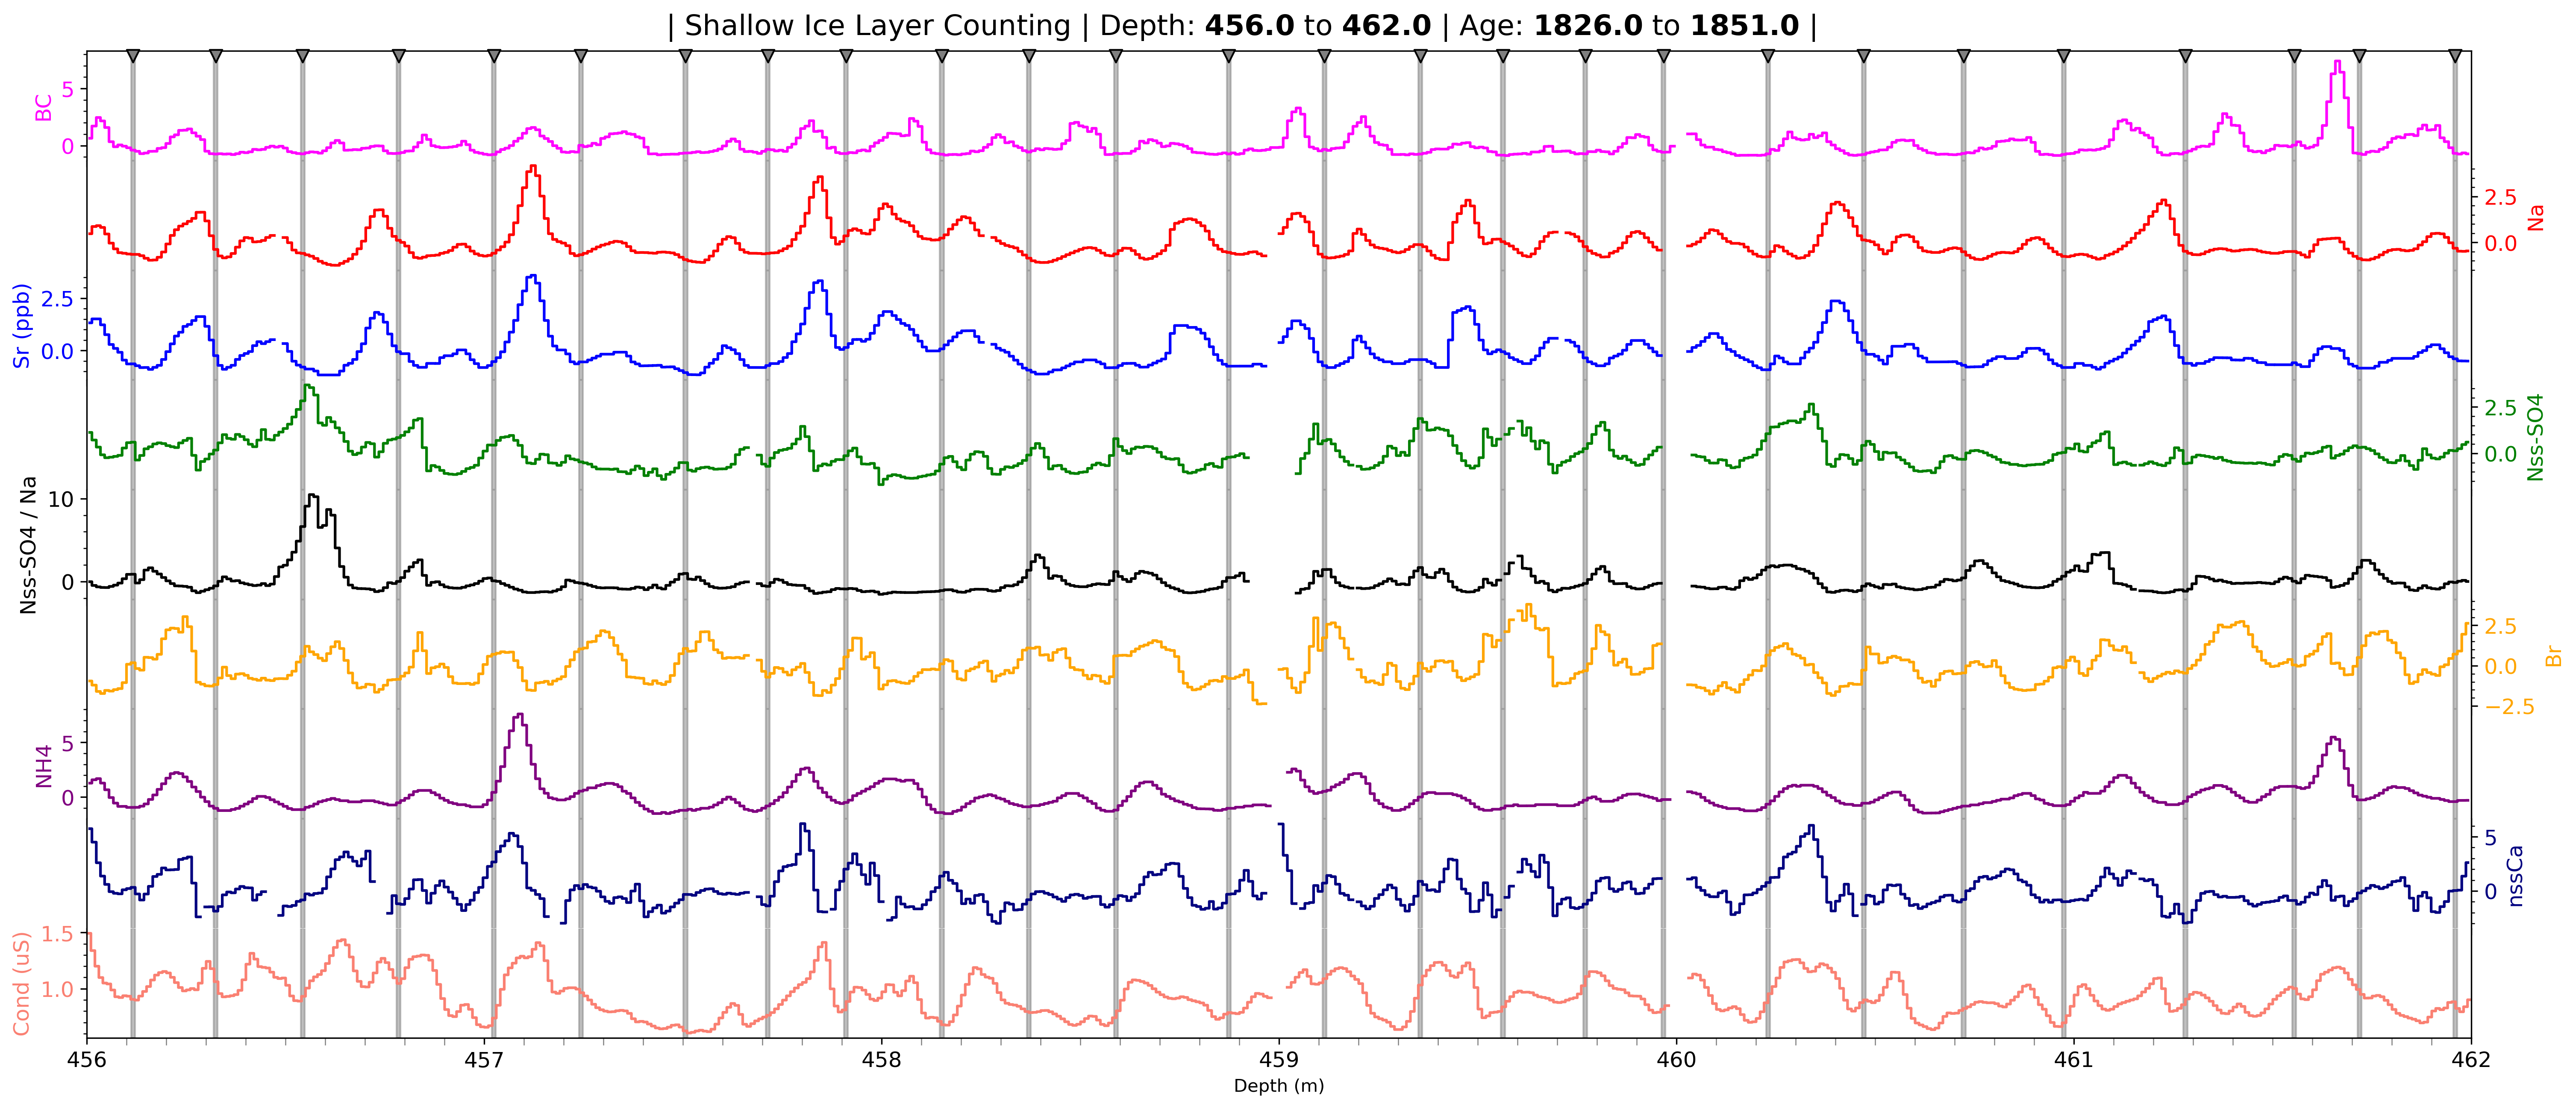 | Shallow Ice Layer Counting | Depth: 456.0 to 462.0 | Age: 1826.0 to 1851.0 |
BC
5
0
2.5
0.0
Na
Sr (ppb)
2.5
0.0
2.5
0.0
Nss-SO4
Nss-SO4 / Na
10
0
2.5
0.0
−2.5
Br
NH4
5
0
5
0
nssCa
Cond (uS)
1.5
1.0
456 457 458 459 460 461 462
Depth (m)